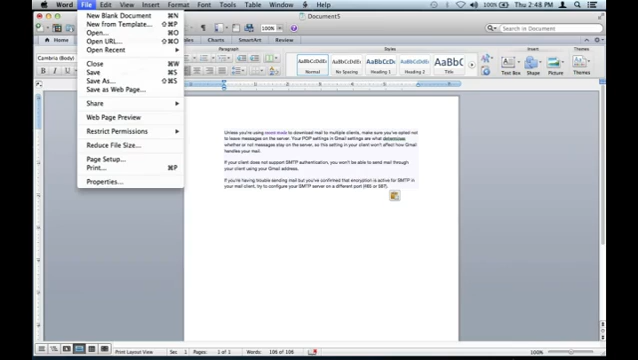 Word File Edit View Insert Format Font Tools Table Window Help 100% Thu 2:48 PM
Document5
100%
Search in Document
Home Tables Charts SmartArt Review
Paragraph Styles Insert Themes
AaBbCcDdEe AaBbCcDdEe AaBbCcDc AaBbCcDd AaBbC
Normal No Spacing Heading 1 Heading 2 Title Text Box Shape Picture Themes
Cambria (Body)
New Blank Document ⌘N
New from Template... ⇧⌘P
Open... ⌘O
Open URL... ⇧⌘O
Open Recent
Close ⌘W
Save ⌘S
Save As... ⇧⌘S
Save as Web Page...
Share
Web Page Preview
Restrict Permissions
Reduce File Size...
Page Setup...
Print... ⌘P
Properties...
Unless you're using recent mode to download mail to multiple clients, make sure you've opted not
to leave messages on the server. Your POP settings in Gmail settings are what determines
whether or not messages stay on the server, so this setting in your client won't affect how Gmail
handles your mail.
If your client does not support SMTP authentication, you won't be able to send mail through
your client using your Gmail address.
If you're having trouble sending mail but you've confirmed that encryption is active for SMTP in
your mail client, try to configure your SMTP server on a different port (465 or 587).
Print Layout View Sec 1 Pages: 1 of 1 Words: 106 of 106 100%